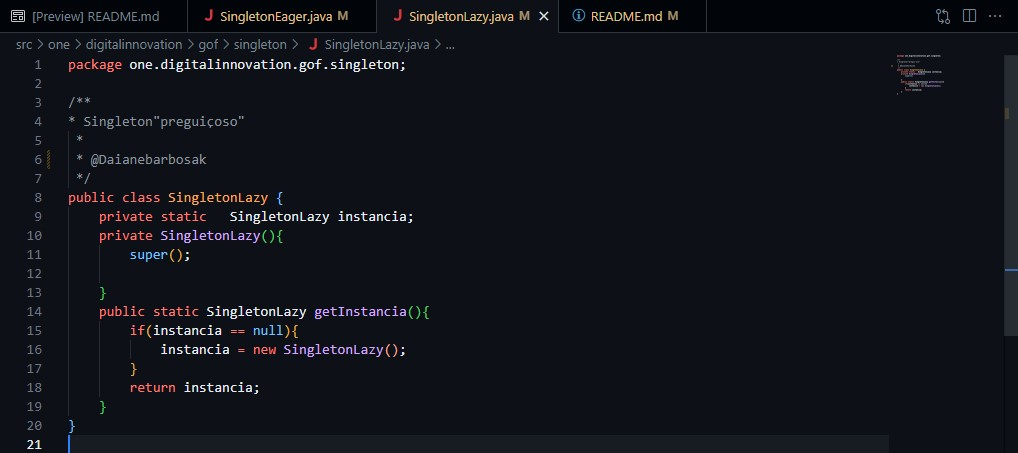 [Preview] README.md
SingletonEager.java M
SingletonLazy.java M
README.md M
src > one > digitalinnovation > gof > singleton > SingletonLazy.java > ...
1 package one.digitalinnovation.gof.singleton;
2
3 /**
4 * Singleton"preguiçoso"
5 *
6 * @Daianebarbosak
7 */
8 public class SingletonLazy {
9 private static   SingletonLazy instancia;
10 private SingletonLazy(){
11 super();
12
13 }
14 public static SingletonLazy getInstancia(){
15 if(instancia == null){
16 instancia = new SingletonLazy();
17 }
18 return instancia;
19 }
20 }
21